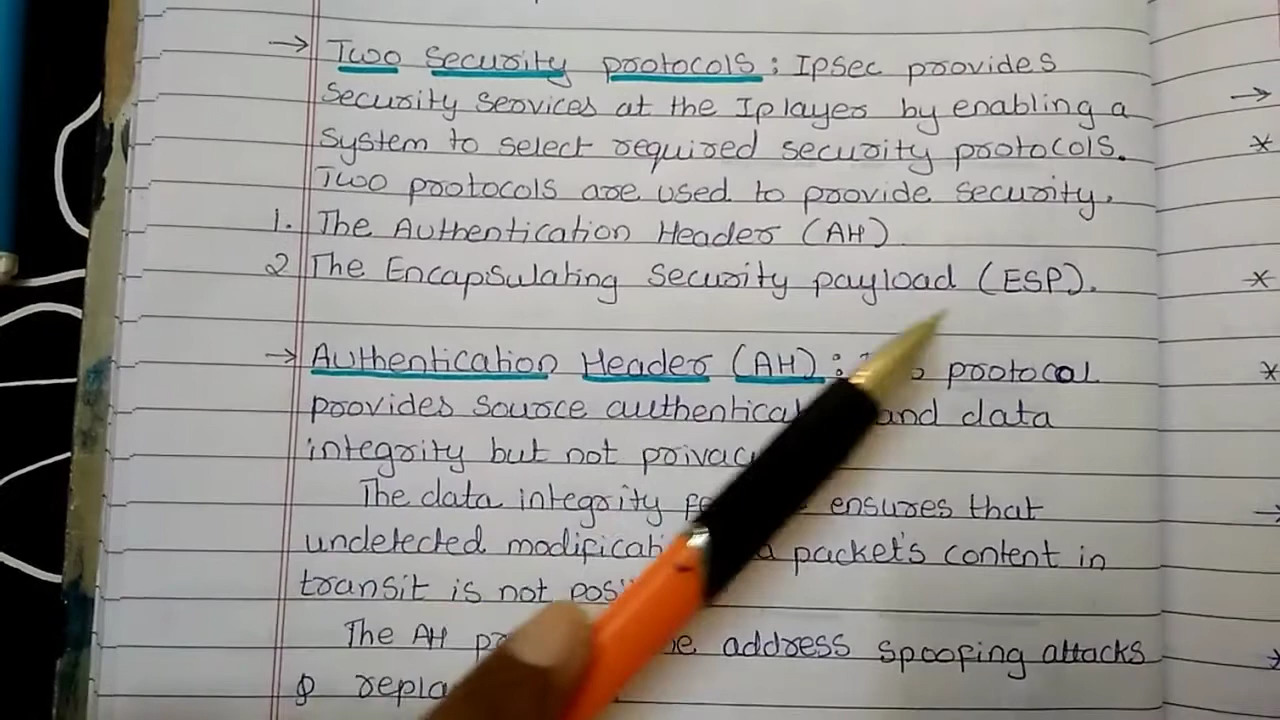 → Two Security protocols : Ipsec provides
Security Services at the Iplayer by enabling a
System to select required security protocols.
Two protocols are used to provide security.
1. The Authentication Header (AH)
2 The Encapsulating Security payload (ESP).
→ Authentication Header (AH) : protocol
provides source and data
integrity but not
The data integrity ensures that
undetected packet's content in
transit is not
The AH address spoofing attacks